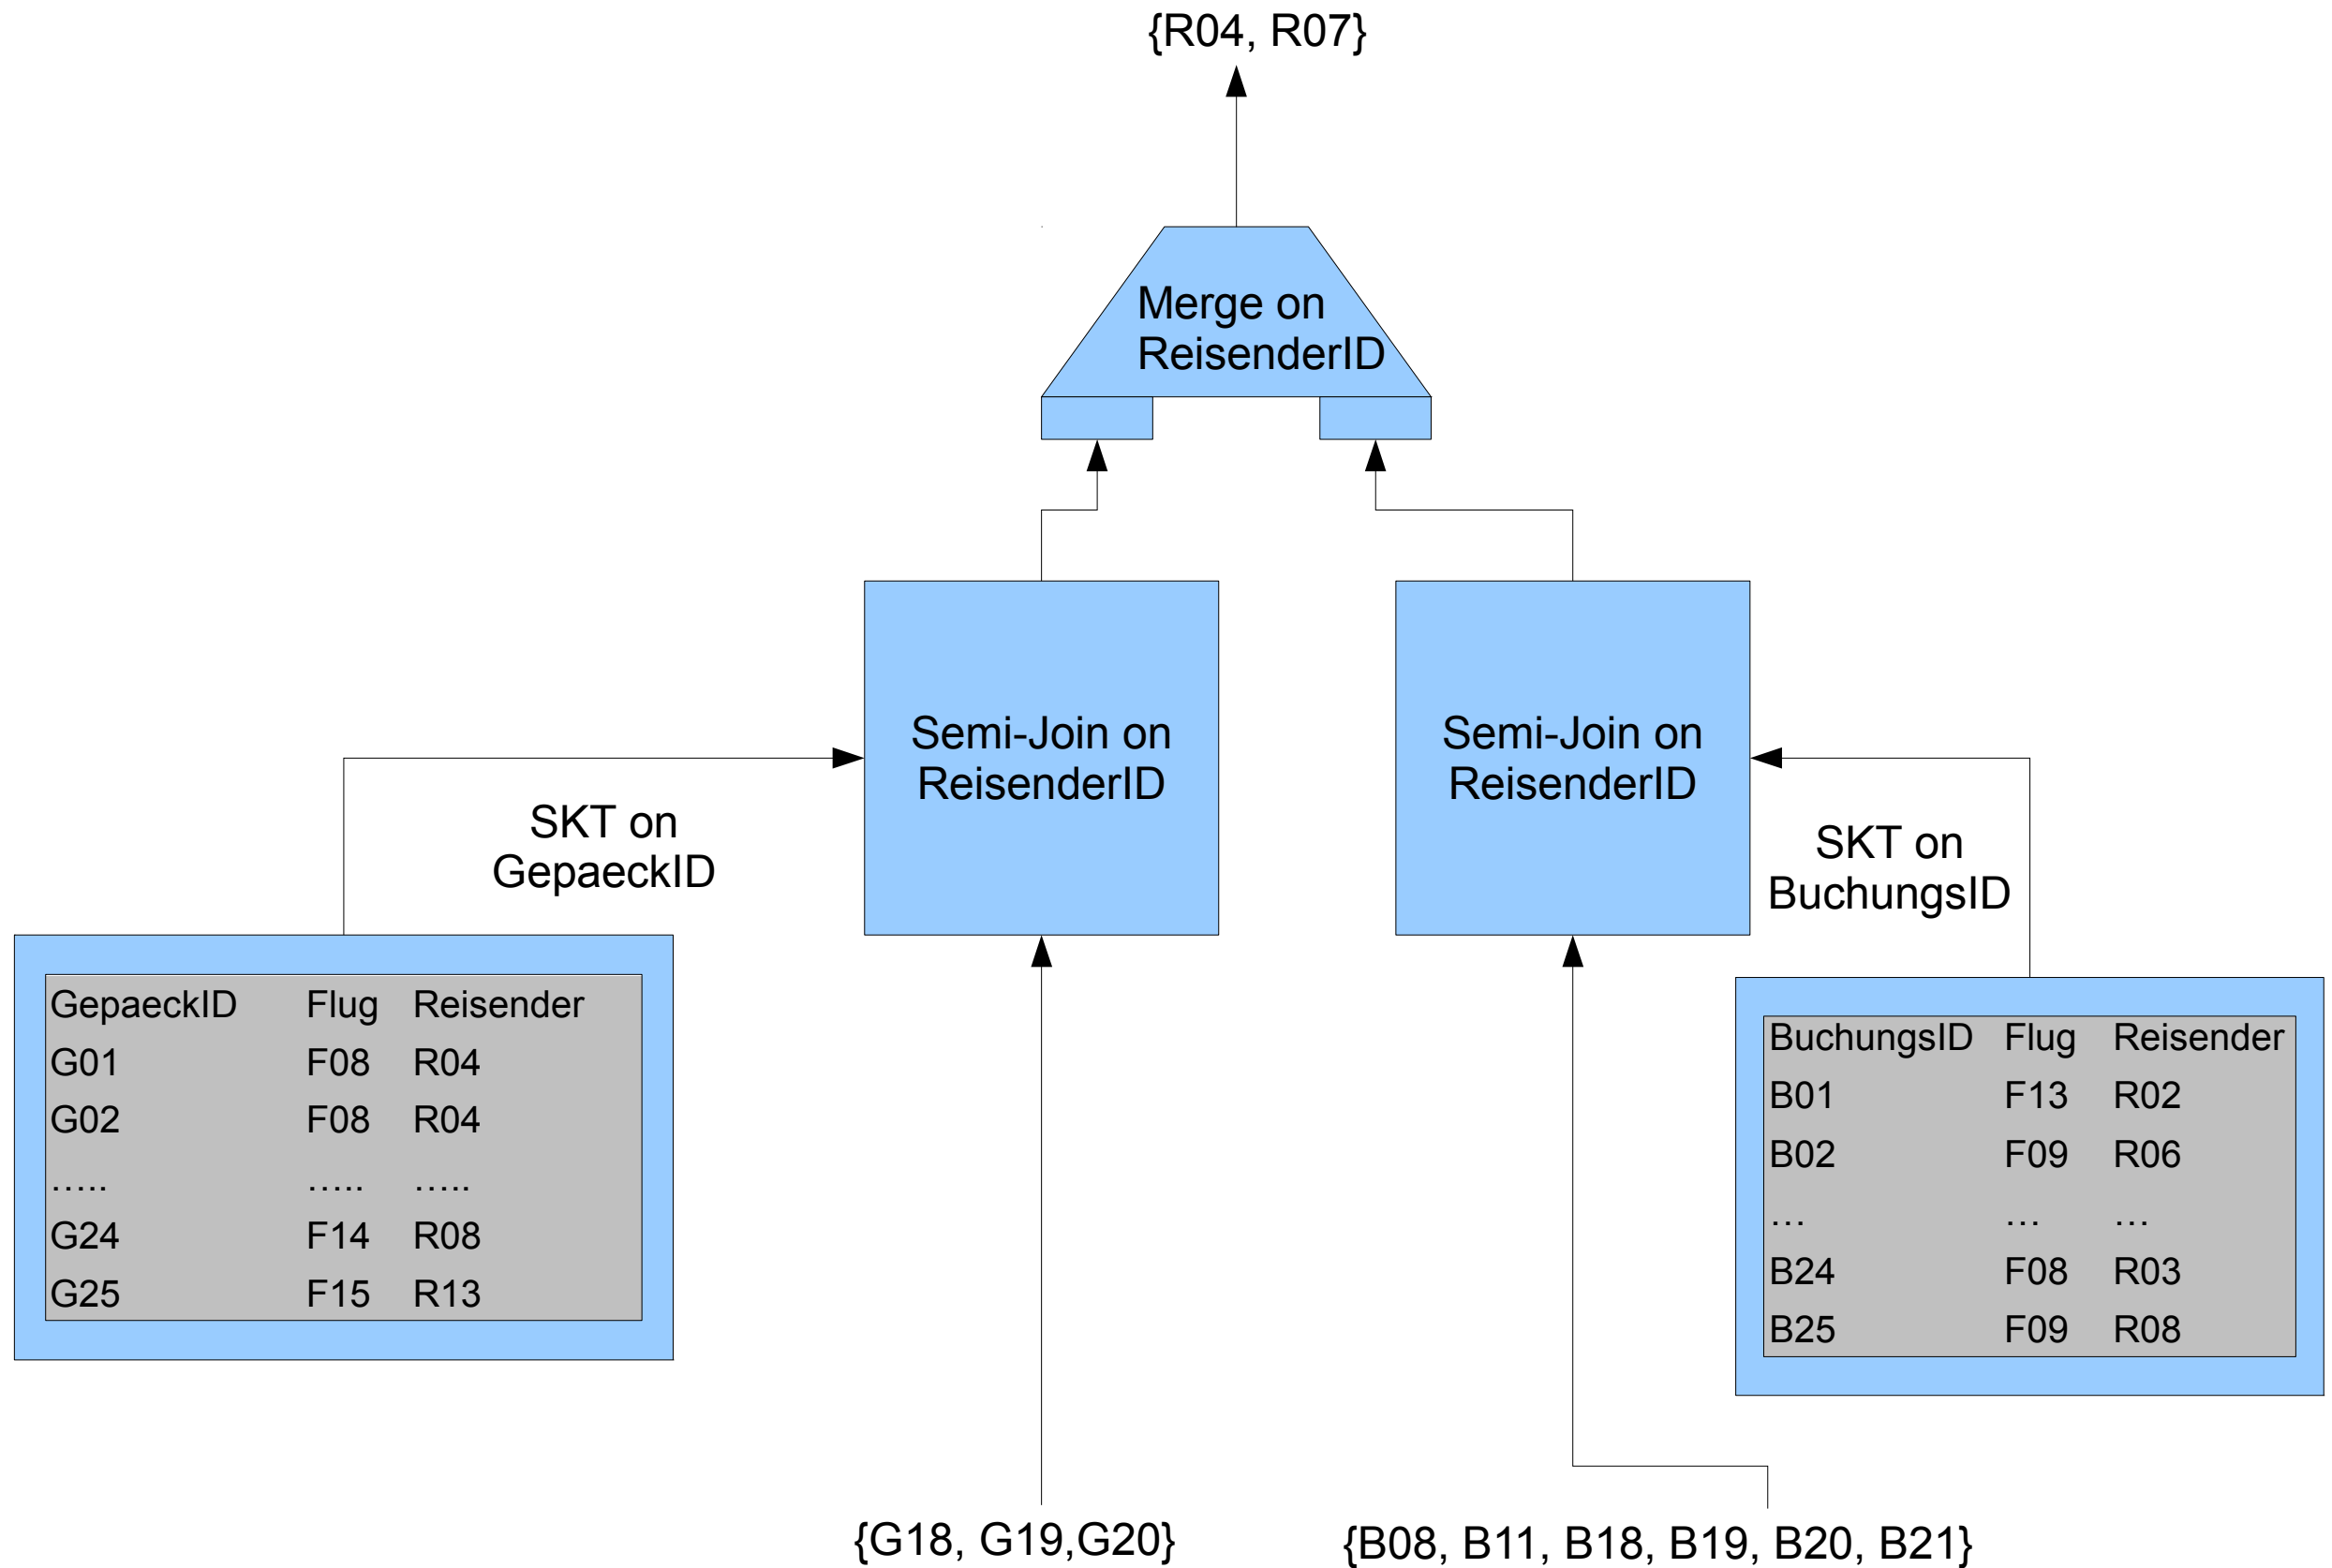 {R04, R07}
Merge on
ReisenderID
Semi-Join on
ReisenderID
Semi-Join on
ReisenderID
SKT on
GepaeckID
SKT on
BuchungsID
GepaeckID Flug Reisender
G01 F08 R04
G02 F08 R04
..... ..... .....
G24 F14 R08
G25 F15 R13
BuchungsID Flug Reisender
B01 F13 R02
B02 F09 R06
... ... ...
B24 F08 R03
B25 F09 R08
{G18, G19,G20}
{B08, B11, B18, B19, B20, B21}